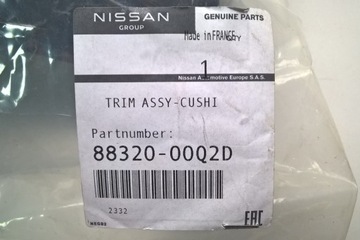 NISSAN GENUINE PARTS
GROUP
Made in FRANCE QTY
1
Nissan Automotive Europe S.A.S.
TRIM ASSY-CUSHI
Partnumber:
88320-00Q2D
2332
EAC